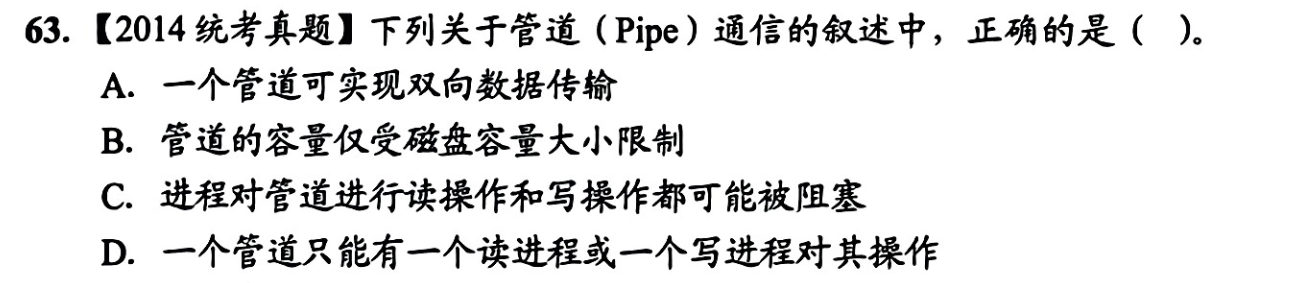 63. 【2014统考真题】下列关于管道（Pipe）通信的叙述中，正确的是（ ）。
A. 一个管道可实现双向数据传输
B. 管道的容量仅受磁盘容量大小限制
C. 进程对管道进行读操作和写操作都可能被阻塞
D. 一个管道只能有一个读进程或一个写进程对其操作